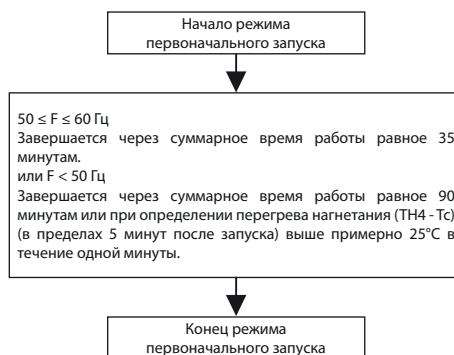 Начало режима
первоначального запуска
50 ≤ F ≤ 60 Гц
Завершается через суммарное время работы равное 35
минутам.
или F < 50 Гц
Завершается через суммарное время работы равное 90
минутам или при определении перегрева нагнетания (TH4 - Tc)
(в пределах 5 минут после запуска) выше примерно 25°C в
течение одной минуты.
Конец режима
первоначального запуска